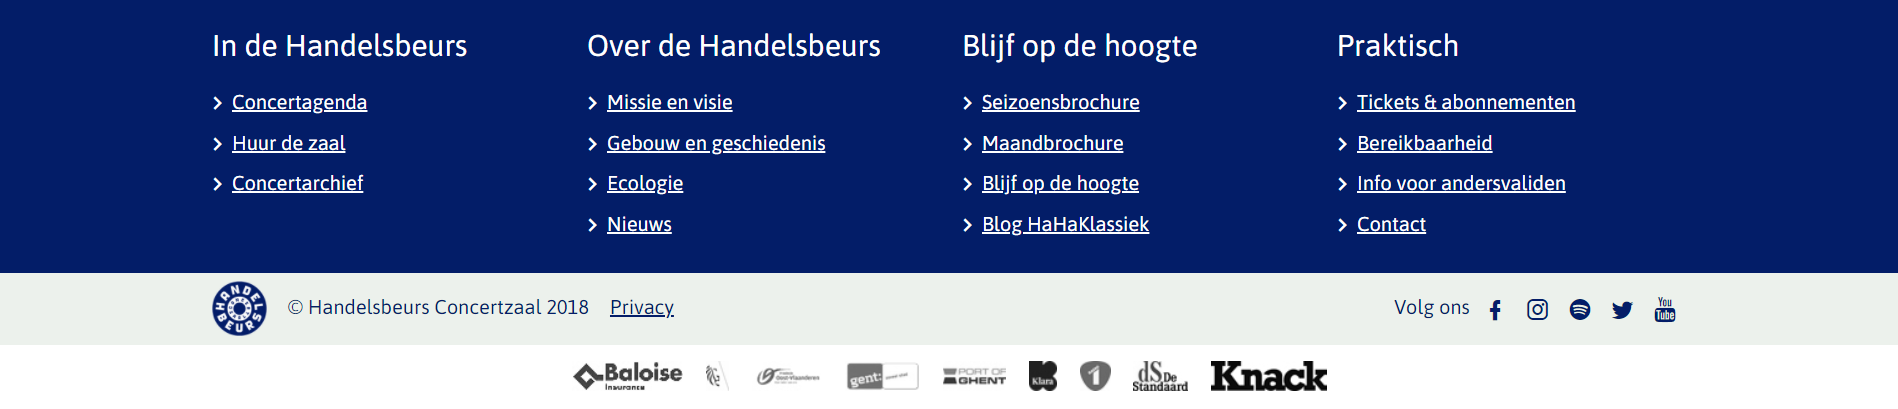 In de Handelsbeurs
Concertagenda
Huur de zaal
Concertarchief
Over de Handelsbeurs
Missie en visie
Gebouw en geschiedenis
Ecologie
Nieuws
Blijf op de hoogte
Seizoensbrochure
Maandbrochure
Blijf op de hoogte
Blog HaHaKlassiek
Praktisch
Tickets & abonnementen
Bereikbaarheid
Info voor andersvaliden
Contact
HANDELSBEURS
© Handelsbeurs Concertzaal 2018 Privacy
Volg ons
You
Tube
Baloise
Insurance
Oost-Vlaanderen
gent:
PORT OF
GHENT
Klara
1
dS De
Standaard
Knack